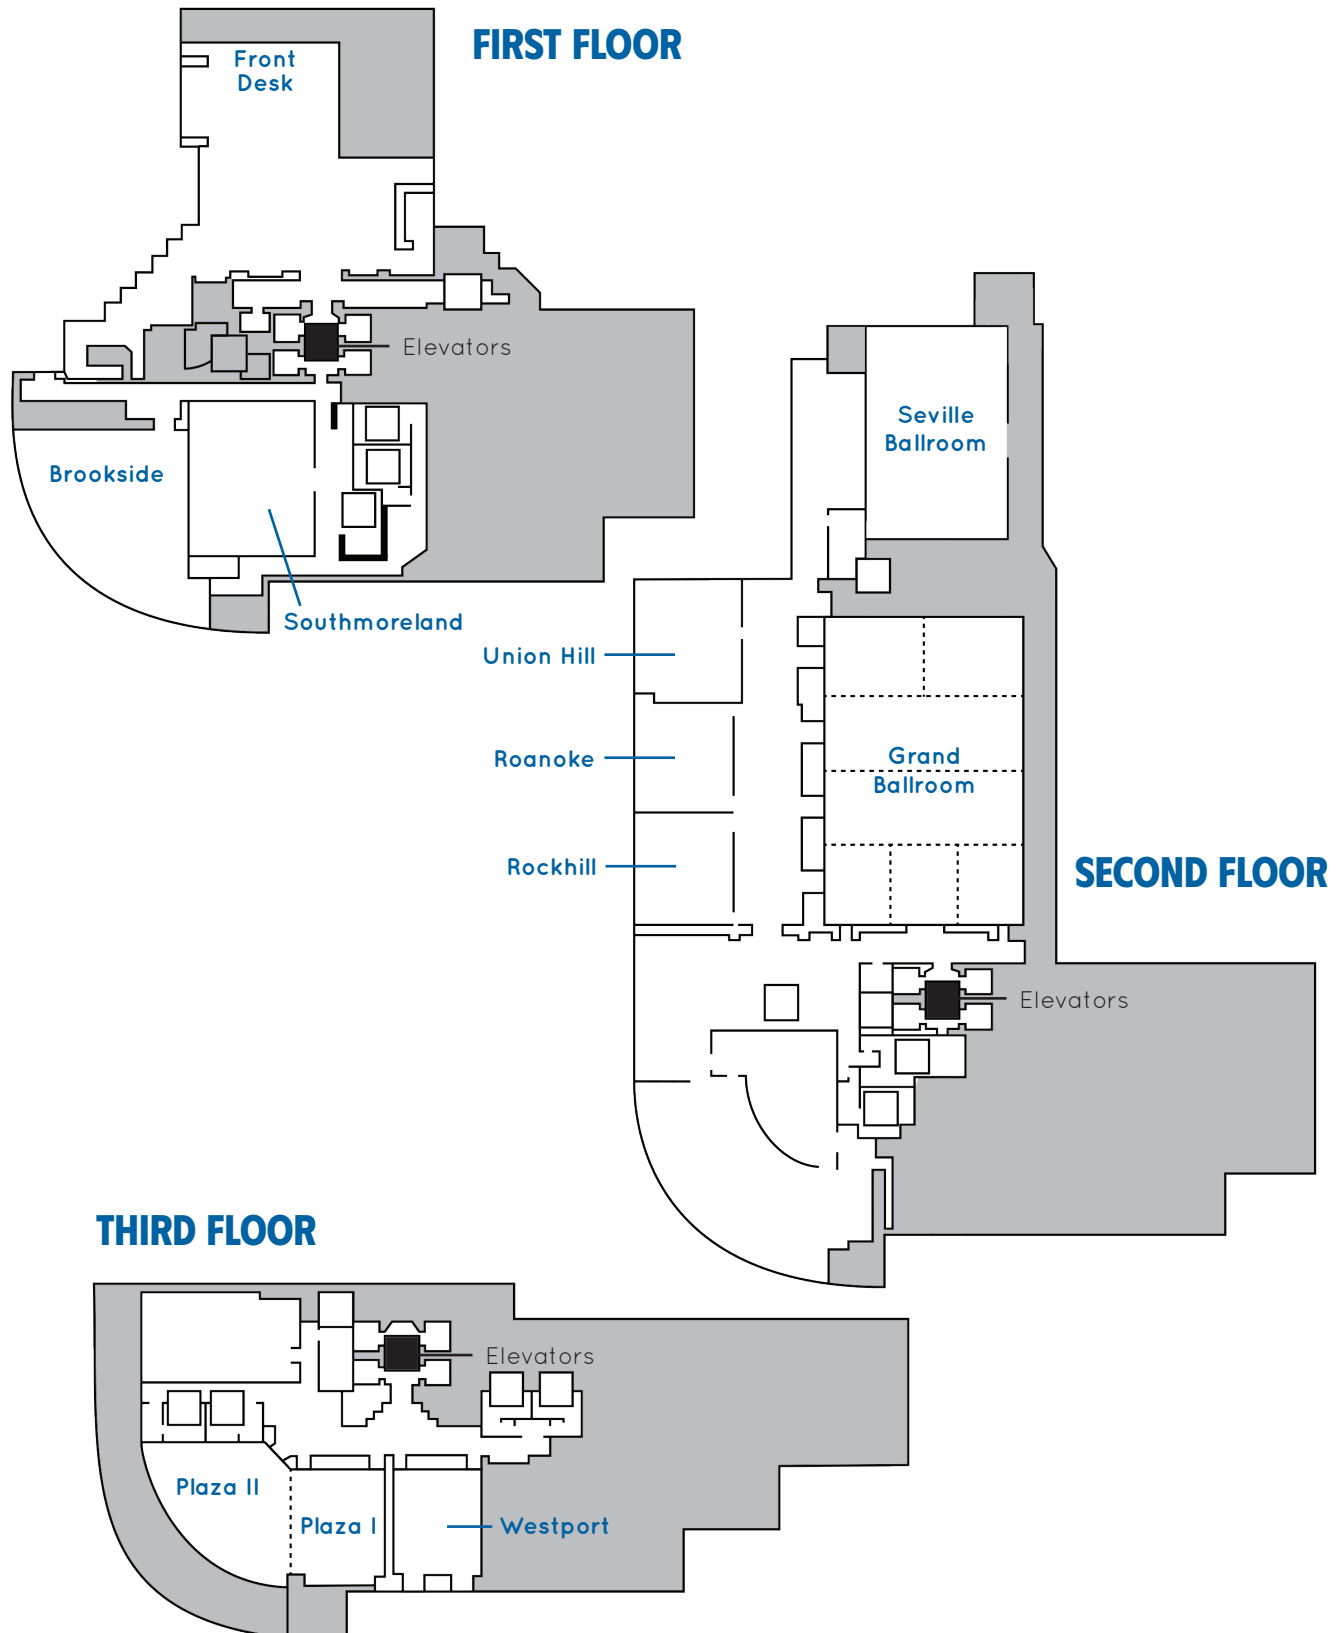 FIRST FLOOR
Front
Desk
Elevators
Brookside
Southmoreland
Seville
Ballroom
Union Hill
Roanoke
Grand
Ballroom
Rockhill
SECOND FLOOR
Elevators
THIRD FLOOR
Elevators
Plaza II
Plaza I
Westport